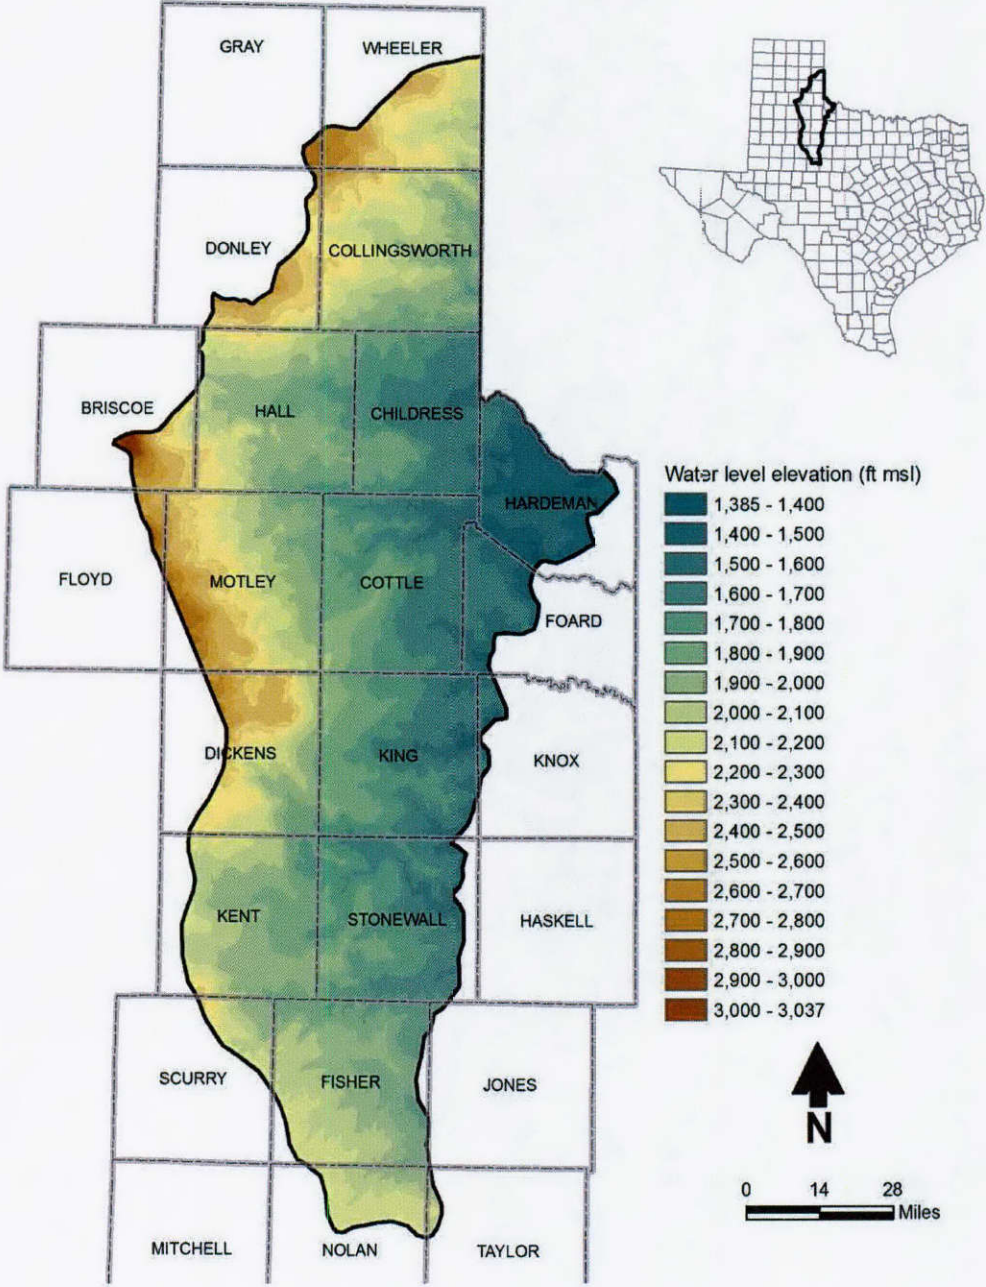 GRAY
WHEELER
DONLEY
COLLINGSWORTH
BRISCOE
HALL
CHILDRESS
HARDEMAN
FLOYD
MOTLEY
COTTLE
FOARD
DICKENS
KING
KNOX
KENT
STONEWALL
HASKELL
SCURRY
FISHER
JONES
MITCHELL
NOLAN
TAYLOR
Water level elevation (ft msl)
1,385 - 1,400
1,400 - 1,500
1,500 - 1,600
1,600 - 1,700
1,700 - 1,800
1,800 - 1,900
1,900 - 2,000
2,000 - 2,100
2,100 - 2,200
2,200 - 2,300
2,300 - 2,400
2,400 - 2,500
2,500 - 2,600
2,600 - 2,700
2,700 - 2,800
2,800 - 2,900
2,900 - 3,000
3,000 - 3,037
N
0 14 28
Miles